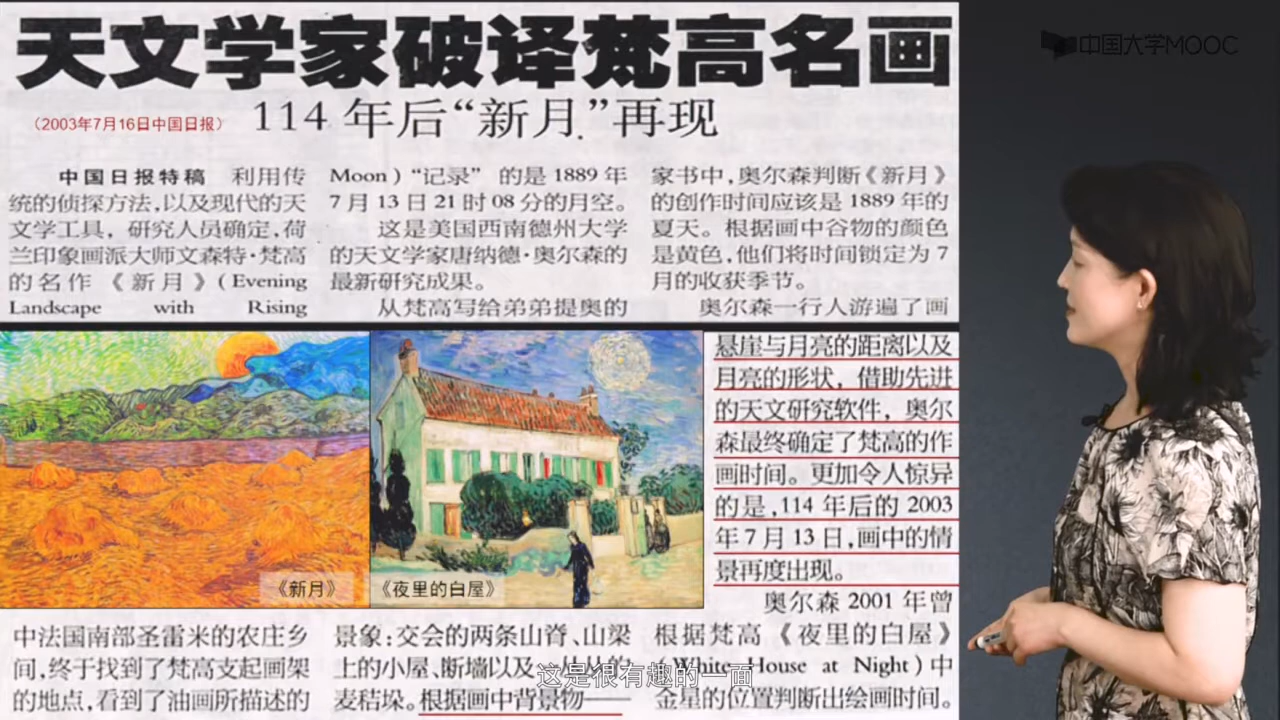 天文学家破译梵高名画
114 年后“新月”再现
（2003年7月16日中国日报）
中国日报特稿 利用传
统的侦探方法,以及现代的天
文学工具，研究人员确定,荷
兰印象画派大师文森特·梵高
的名作《新月》(Evening
Landscape with Rising
Moon)“记录” 的是 1889 年
7 月 13 日 21 时 08 分的月空。
这是美国西南德州大学
的天文学家唐纳德·奥尔森的
最新研究成果。
从梵高写给弟弟提奥的
家书中,奥尔森判断《新月》
的创作时间应该是 1889 年的
夏天。根据画中谷物的颜色
是黄色,他们将时间锁定为 7
月的收获季节。
奥尔森一行人游遍了画
中法国南部圣雷米的农庄乡
间,终于找到了梵高支起画架
的地点,看到了油画所描述的
景象:交会的两条山脊、山梁
上的小屋、断墙以及
麦秸垛。根据画中背景物——
悬崖与月亮的距离以及
月亮的形状，借助先进
的天文研究软件，奥尔
森最终确定了梵高的作
画时间。更加令人惊异
的是,114 年后的 2003
年 7 月 13 日,画中的情
景再度出现。
奥尔森 2001 年曾
根据梵高《夜里的白屋》
(White House at Night)中
金星的位置判断出绘画时间。
《新月》
《夜里的白屋》
这是很有趣的一面
中国大学MOOC